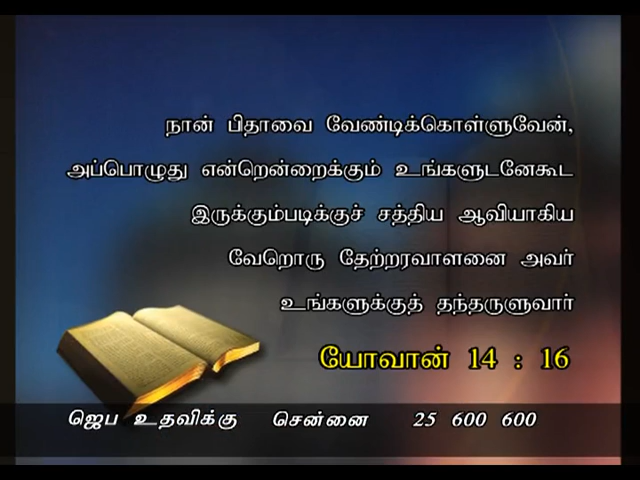 நான் பிதாவை வேண்டிக்கொள்ளுவேன்,
அப்பொழுது என்றென்றைக்கும் உங்களுடனேகூட
இருக்கும்படிக்குச் சத்திய ஆவியாகிய
வேறொரு தேற்றரவாளனை அவர்
உங்களுக்குத் தந்தருளுவார்
யோவான் 14 : 16
ஜெப உதவிக்கு சென்னை 25 600 600